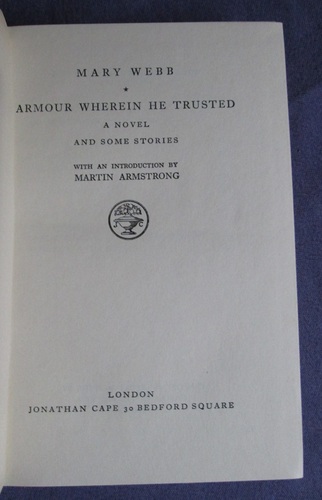 MARY WEBB
★
ARMOUR WHEREIN HE TRUSTED
A NOVEL
AND SOME STORIES
WITH AN INTRODUCTION BY
MARTIN ARMSTRONG
LONDON
JONATHAN CAPE 30 BEDFORD SQUARE